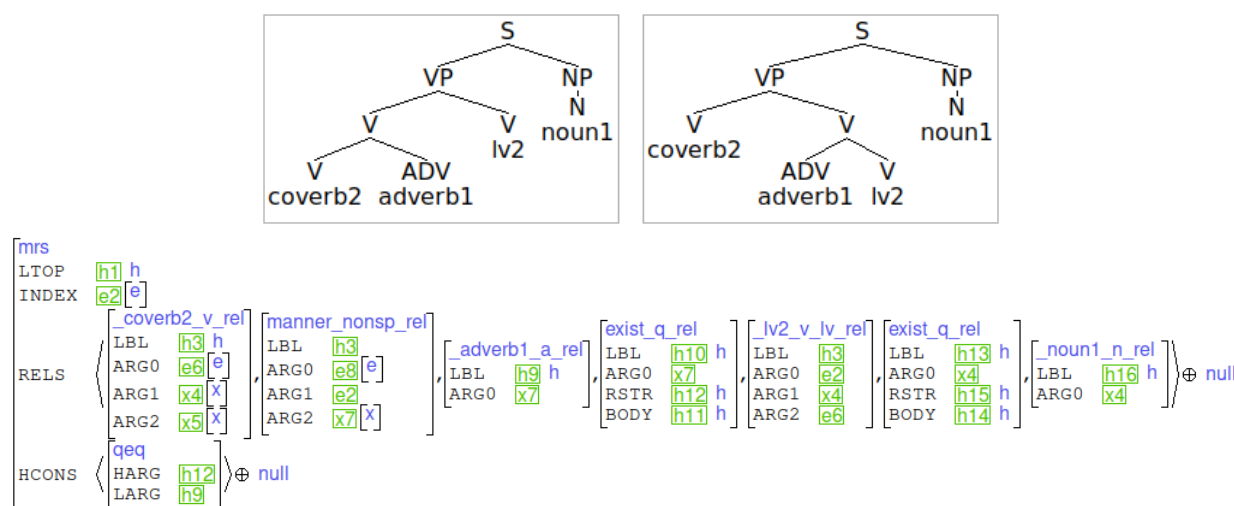 S
VP NP
V V N
V ADV lv2 noun1
coverb2 adverb1
S
VP NP
V V N
coverb2 ADV V noun1
adverb1 lv2
mrs
LTOP h1 h
INDEX e2 [e]
RELS
_coverb2_v_rel
LBL h3 h
ARG0 e6 [e]
ARG1 x4 [x]
ARG2 x5 [x]
,
manner_nonsp_rel
LBL h3
ARG0 e8 [e]
ARG1 e2
ARG2 x7 [x]
,
_adverb1_a_rel
LBL h9 h
ARG0 x7
,
exist_q_rel
LBL h10 h
ARG0 x7
RSTR h12 h
BODY h11 h
,
_lv2_v_lv_rel
LBL h3
ARG0 e2
ARG1 x4
ARG2 e6
,
exist_q_rel
LBL h13 h
ARG0 x4
RSTR h15 h
BODY h14 h
,
_noun1_n_rel
LBL h16 h
ARG0 x4
⊕ null
HCONS
qeq
HARG h12
LARG h9
⊕ null